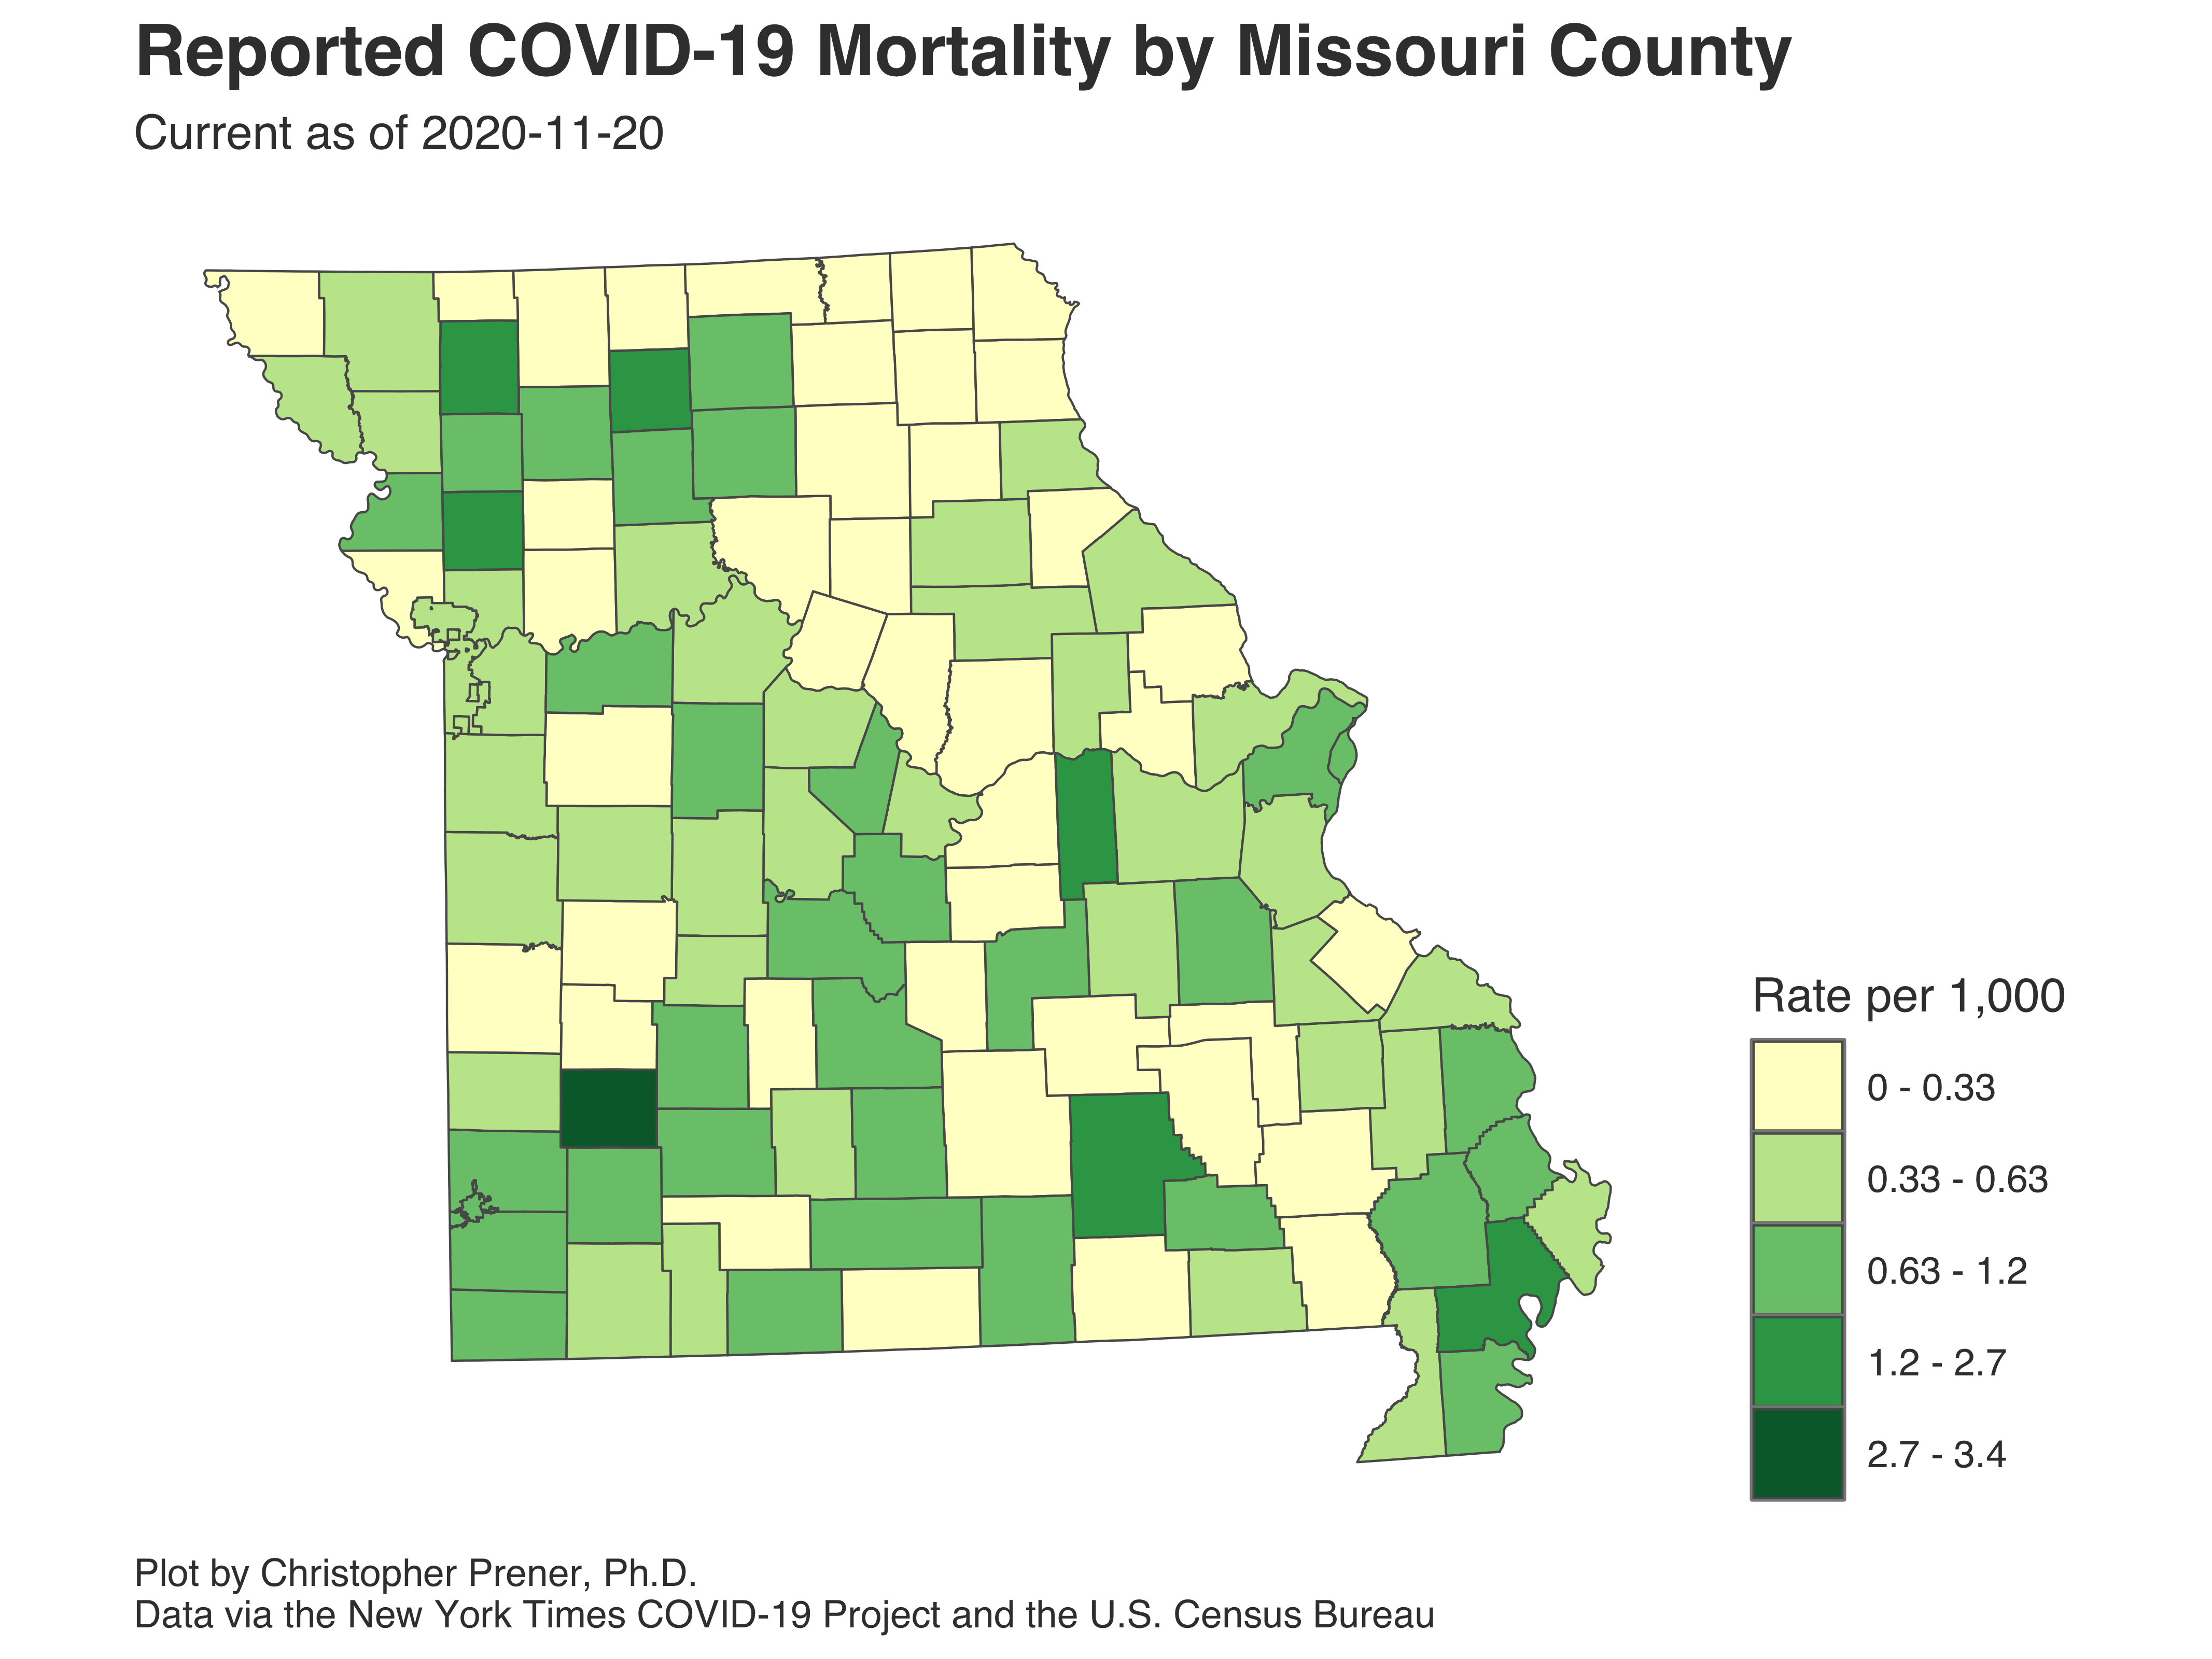 Reported COVID-19 Mortality by Missouri County
Current as of 2020-11-20
Rate per 1,000
0 - 0.33
0.33 - 0.63
0.63 - 1.2
1.2 - 2.7
2.7 - 3.4
Plot by Christopher Prener, Ph.D.
Data via the New York Times COVID-19 Project and the U.S. Census Bureau